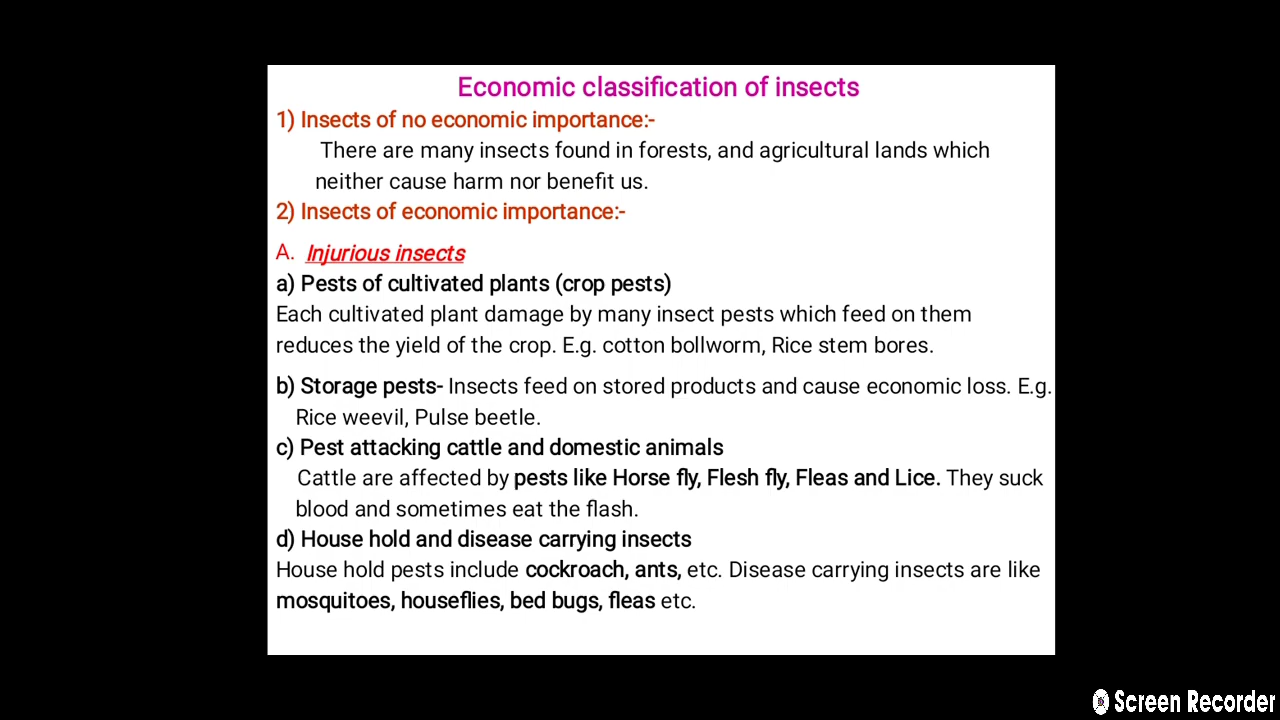 Economic classification of insects
1) Insects of no economic importance:-
There are many insects found in forests, and agricultural lands which
neither cause harm nor benefit us.
2) Insects of economic importance:-
A. Injurious insects
a) Pests of cultivated plants (crop pests)
Each cultivated plant damage by many insect pests which feed on them
reduces the yield of the crop. E.g. cotton bollworm, Rice stem bores.
b) Storage pests- Insects feed on stored products and cause economic loss. E.g.
Rice weevil, Pulse beetle.
c) Pest attacking cattle and domestic animals
Cattle are affected by pests like Horse fly, Flesh fly, Fleas and Lice. They suck
blood and sometimes eat the flash.
d) House hold and disease carrying insects
House hold pests include cockroach, ants, etc. Disease carrying insects are like
mosquitoes, houseflies, bed bugs, fleas etc.
Screen Recorder